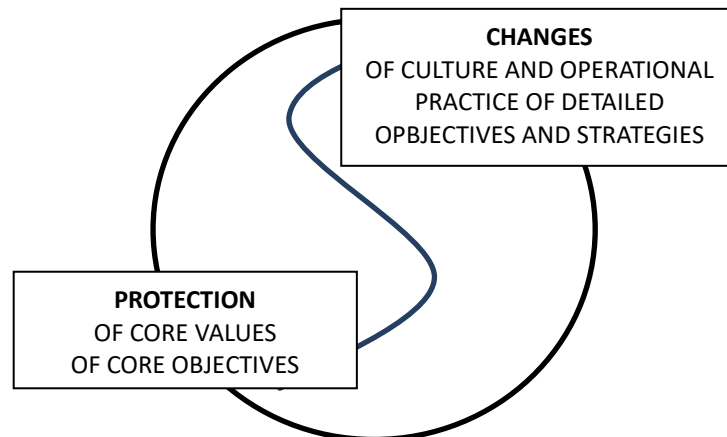 CHANGES
OF CULTURE AND OPERATIONAL
PRACTICE OF DETAILED
OPBJECTIVES AND STRATEGIES
PROTECTION
OF CORE VALUES
OF CORE OBJECTIVES